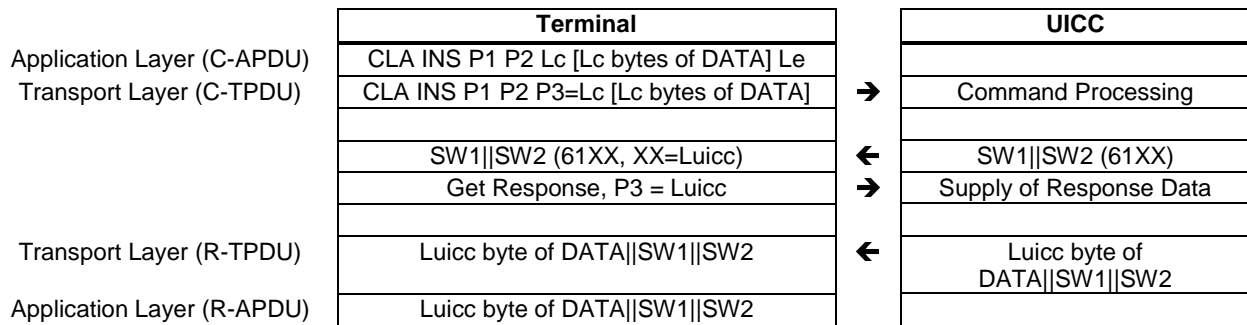 Terminal UICC
Application Layer (C-APDU) CLA INS P1 P2 Lc [Lc bytes of DATA] Le
Transport Layer (C-TPDU) CLA INS P1 P2 P3=Lc [Lc bytes of DATA] → Command Processing
SW1||SW2 (61XX, XX=Luicc) ← SW1||SW2 (61XX)
Get Response, P3 = Luicc → Supply of Response Data
Transport Layer (R-TPDU) Luicc byte of DATA||SW1||SW2 ← Luicc byte of
DATA||SW1||SW2
Application Layer (R-APDU) Luicc byte of DATA||SW1||SW2